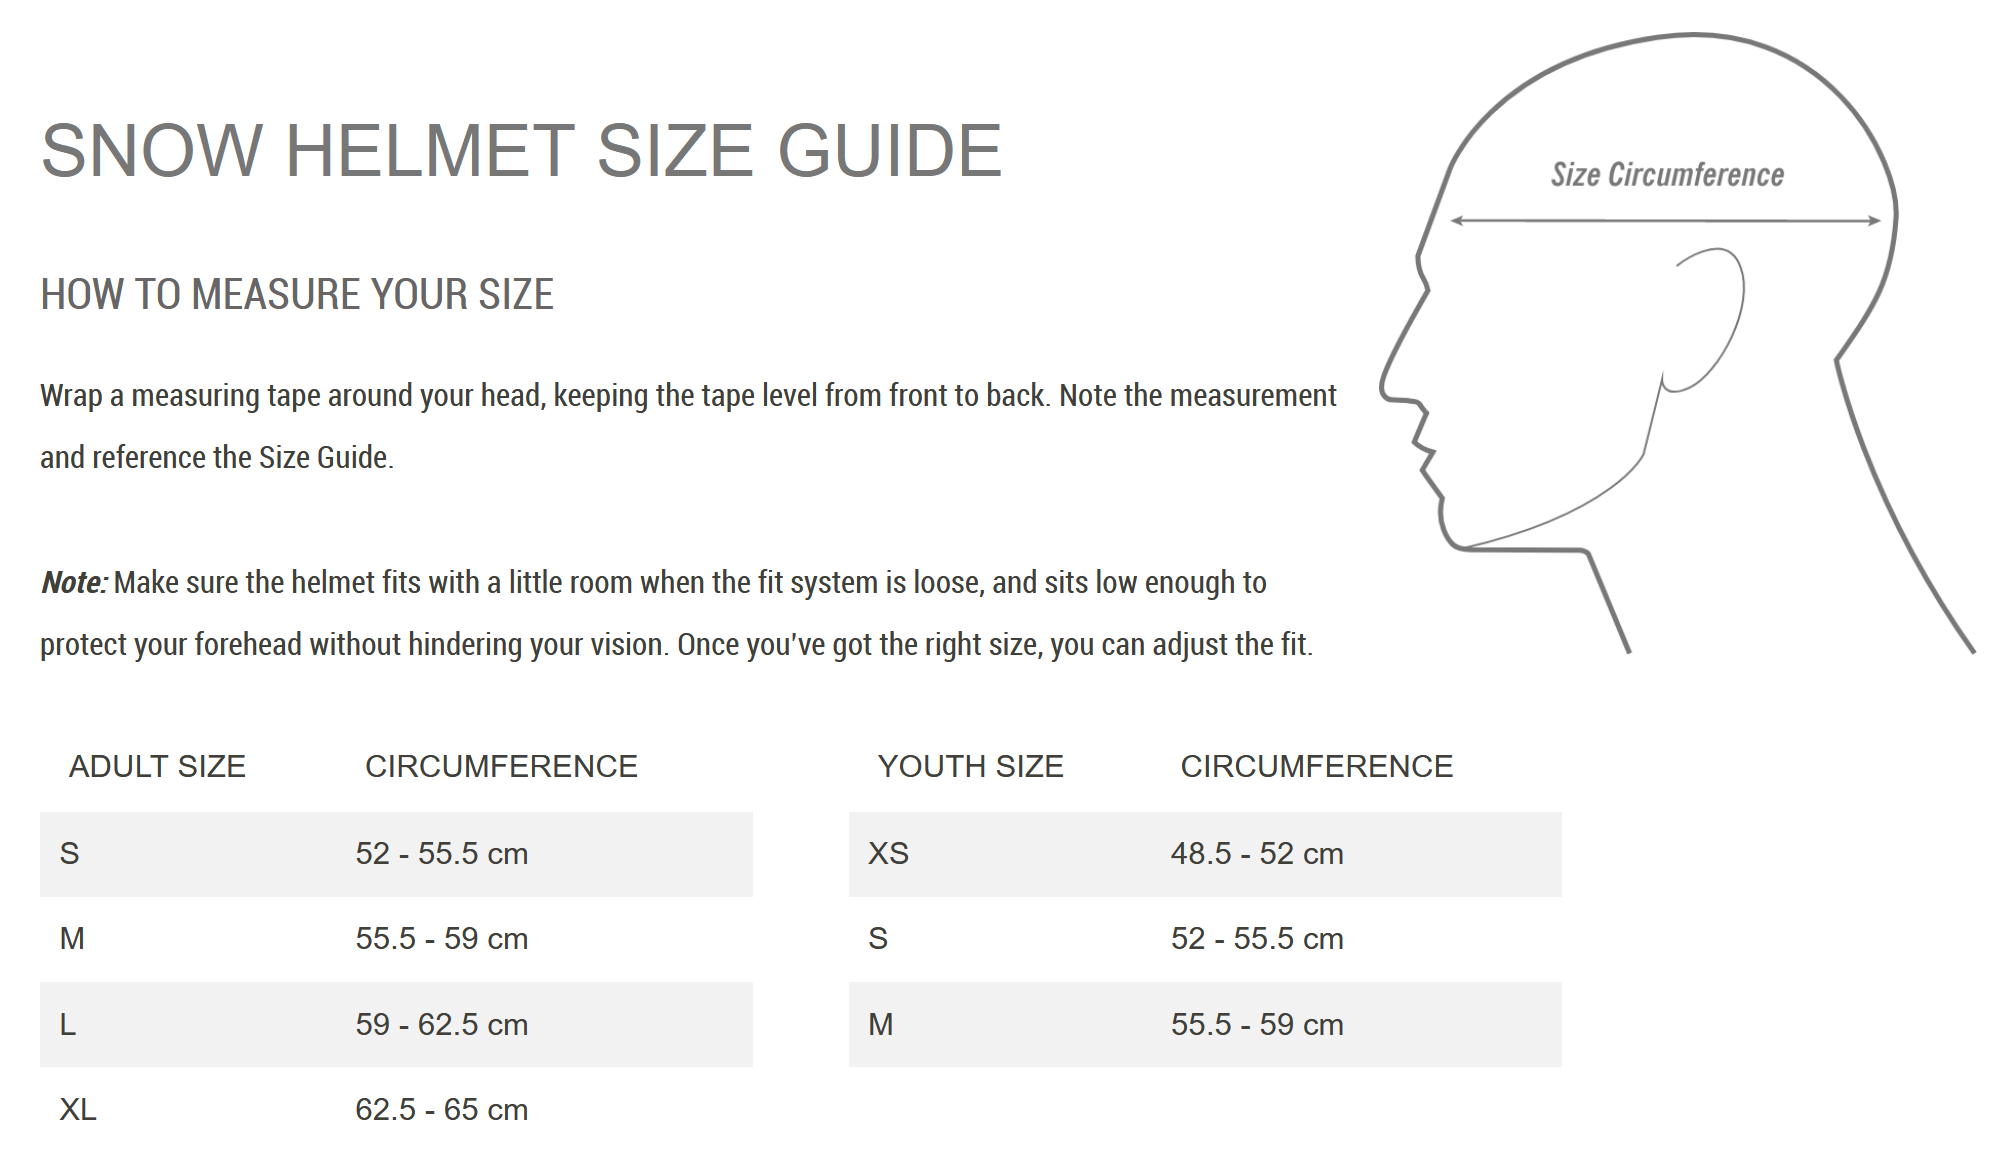 SNOW HELMET SIZE GUIDE
Size Circumference
HOW TO MEASURE YOUR SIZE
Wrap a measuring tape around your head, keeping the tape level from front to back. Note the measurement
and reference the Size Guide.
Note: Make sure the helmet fits with a little room when the fit system is loose, and sits low enough to
protect your forehead without hindering your vision. Once you've got the right size, you can adjust the fit.
ADULT SIZE CIRCUMFERENCE
S 52 - 55.5 cm
M 55.5 - 59 cm
L 59 - 62.5 cm
XL 62.5 - 65 cm
YOUTH SIZE CIRCUMFERENCE
XS 48.5 - 52 cm
S 52 - 55.5 cm
M 55.5 - 59 cm